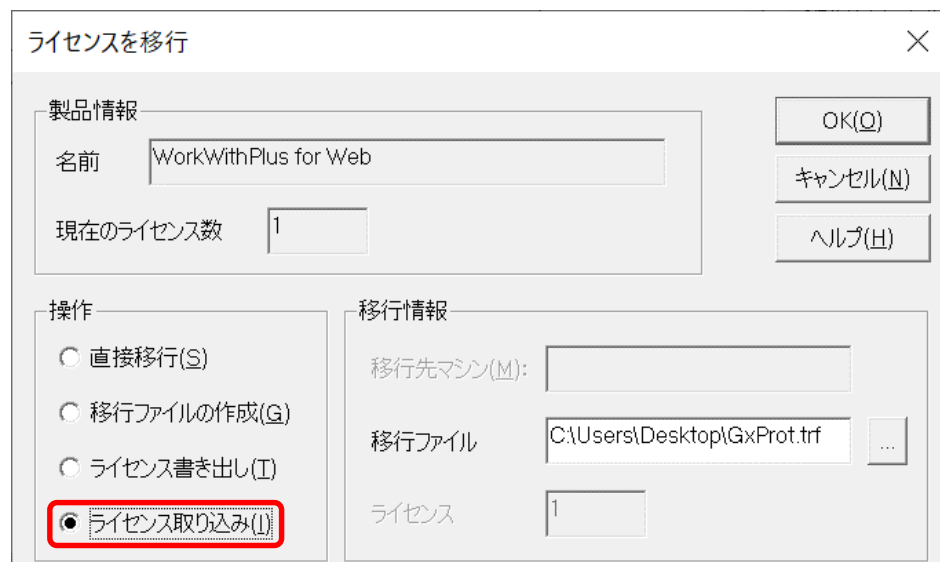 ライセンスを移行
製品情報
名前 WorkWithPlus for Web
現在のライセンス数 1
OK(O)
キャンセル(N)
ヘルプ(H)
操作
直接移行(S)
移行ファイルの作成(G)
ライセンス書き出し(T)
ライセンス取り込み(I)
移行情報
移行先マシン(M):
移行ファイル C:\Users\Desktop\GxProt.trf ...
ライセンス 1